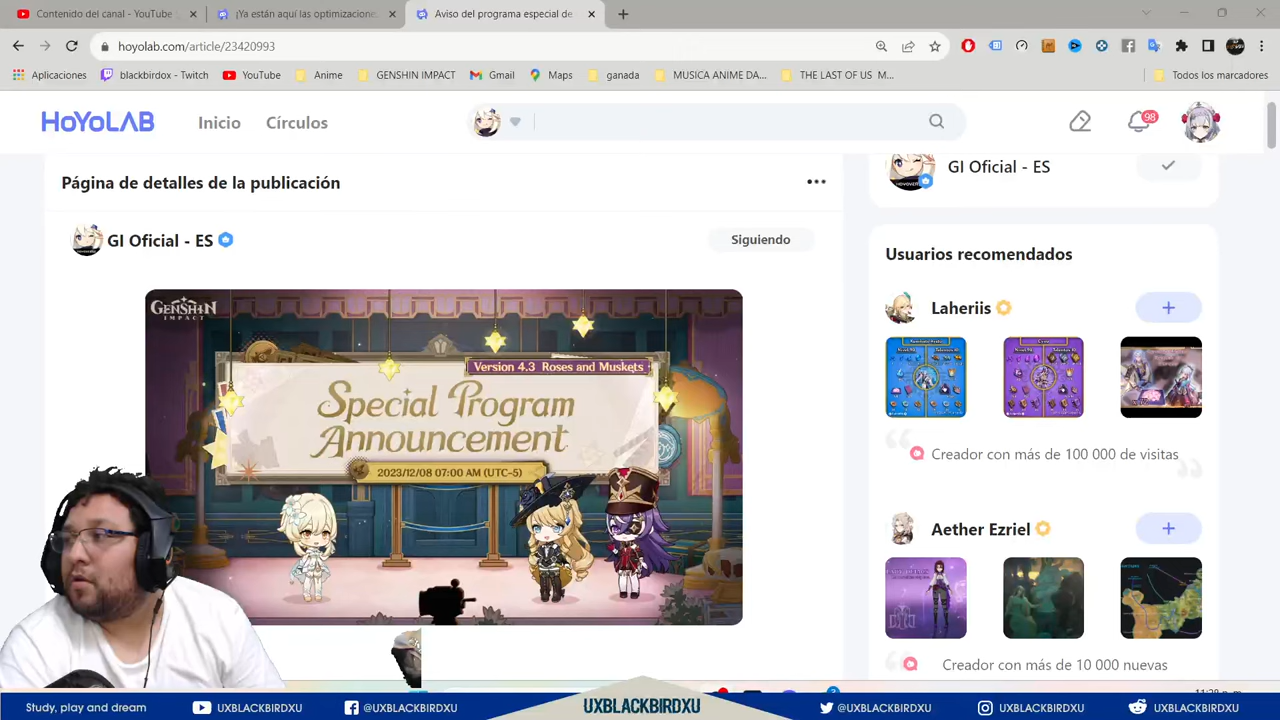 Contenido del canal - YouTube
¡Ya están aquí las optimizacione
Aviso del programa especial de
hoyolab.com/article/23420993
Aplicaciones
blackbirdox - Twitch
YouTube
Anime
GENSHIN IMPACT
Gmail
Maps
ganada
MUSICA ANIME DA...
THE LAST OF US M...
Todos los marcadores
HoYoLAB
Inicio
Círculos
98
Página de detalles de la publicación
GI Oficial - ES
GI Oficial - ES
Siguiendo
Usuarios recomendados
GENSHIN
IMPACT
Version 4.3 Roses and Muskets
Special Program
Announcement
2023/12/08 07:00 AM (UTC-5)
Laheriis
Creador con más de 100 000 de visitas
Aether Ezriel
Creador con más de 10 000 nuevas
Study, play and dream
UXBLACKBIRDXU
@UXBLACKBIRDXU
UXBLACKBIRDXU
@UXBLACKBIRDXU
UXBLACKBIRDXU
UXBLACKBIRDXU